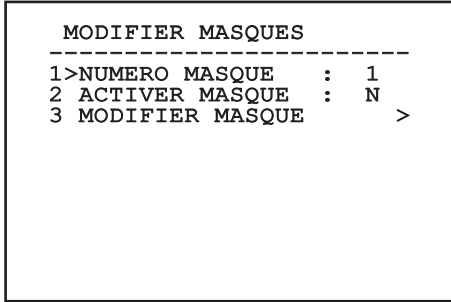 MODIFIER MASQUES
-------------------------
1>NUMERO MASQUE : 1
2 ACTIVER MASQUE : N
3 MODIFIER MASQUE >